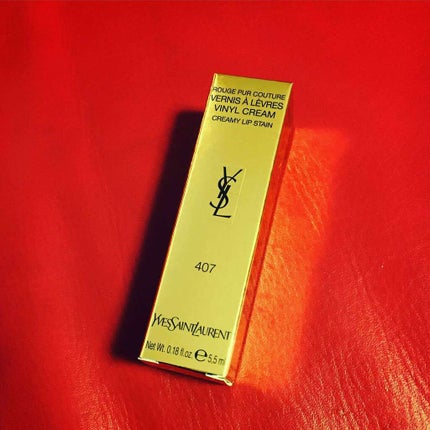 ROUGE PUR COUTURE
VERNIS À LÈVRES
VINYL CREAM
CREAMY LIP STAIN
YSL
407
YVESSAINTLAURENT
Net Wt. 0.18 fl.oz. ℮ 5,5 m